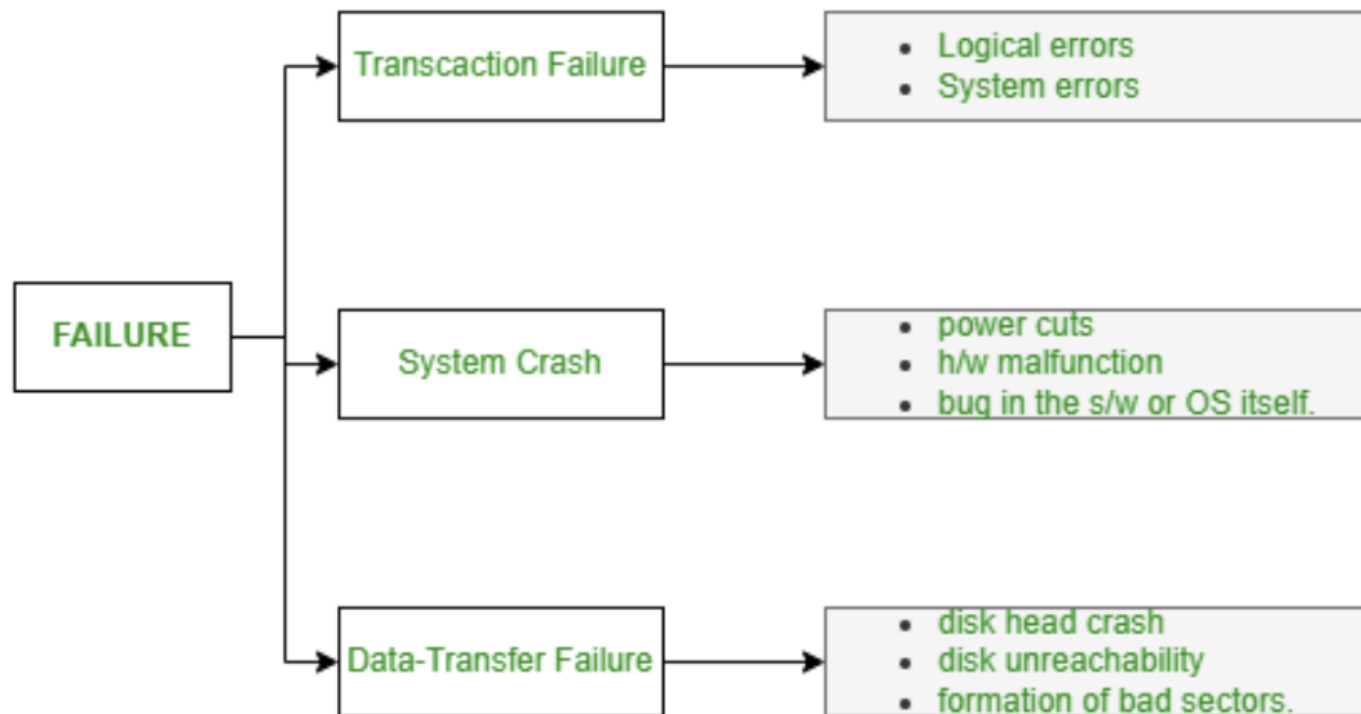 Transcaction Failure
Logical errors
System errors
FAILURE
System Crash
power cuts
h/w malfunction
bug in the s/w or OS itself.
Data-Transfer Failure
disk head crash
disk unreachability
formation of bad sectors.